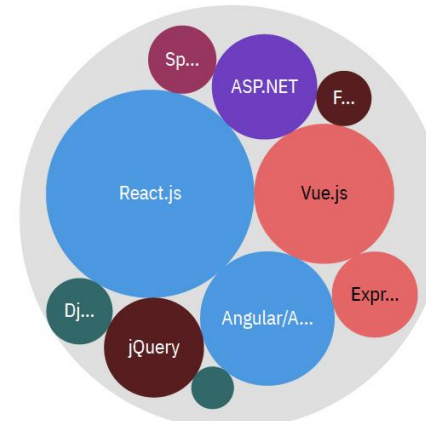 Sp...
ASP.NET
F...
React.js
Vue.js
Dj...
jQuery
Angular/A...
Expr...